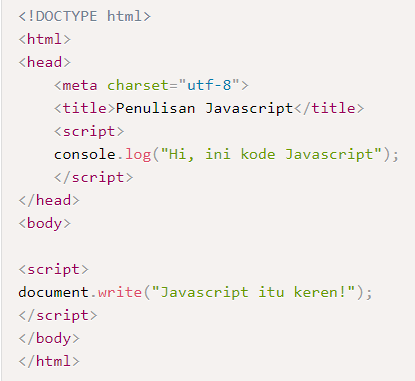 <!DOCTYPE html>
<html>
<head>
    <meta charset="utf-8">
    <title>Penulisan Javascript</title>
    <script>
    console.log("Hi, ini kode Javascript");
    </script>
</head>
<body>

<script>
document.write("Javascript itu keren!");
</script>
</body>
</html>